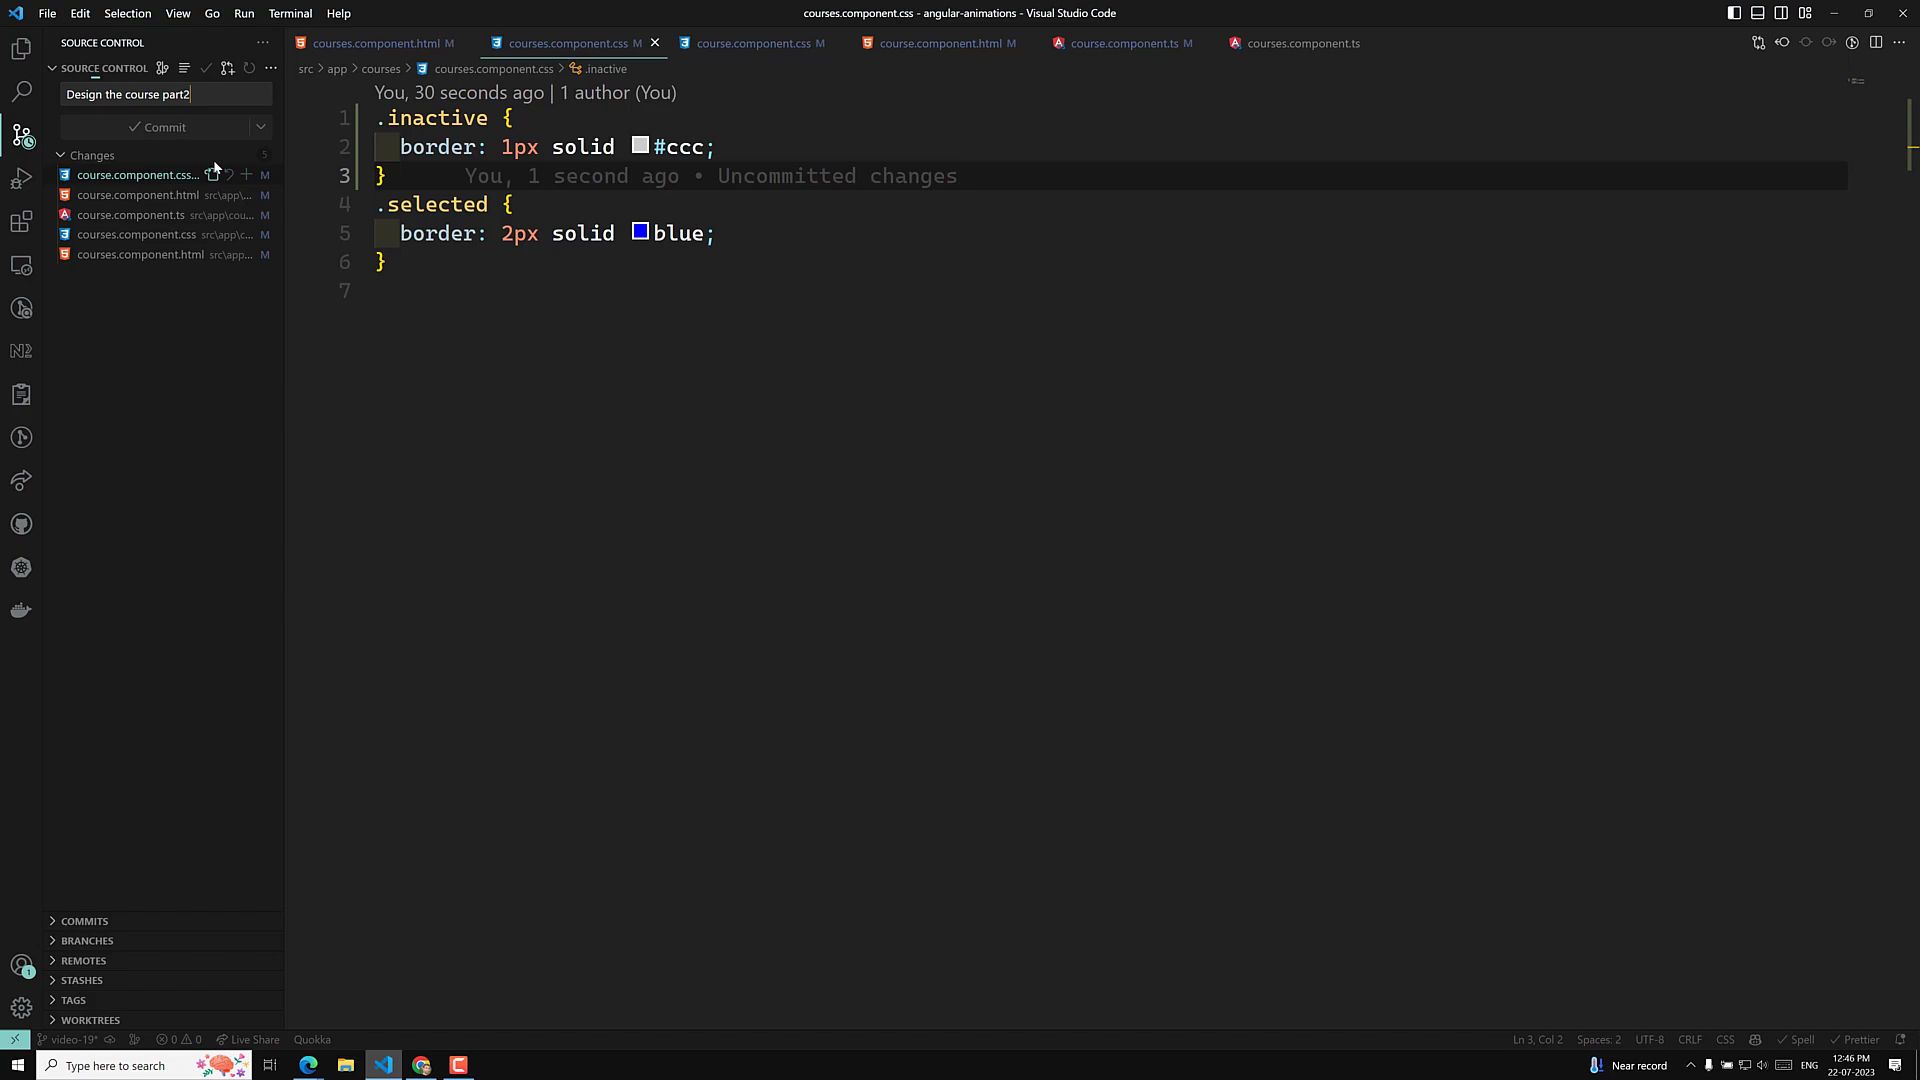 File Edit Selection View Go Run Terminal Help
courses.component.css - angular-animations - Visual Studio Code
SOURCE CONTROL
SOURCE CONTROL
Design the course part2
Commit
Changes 5
course.component.css... M
course.component.html src\app\... M
course.component.ts src\app\cou... M
courses.component.css src\app\c... M
courses.component.html src\app... M
COMMITS
BRANCHES
REMOTES
STASHES
TAGS
WORKTREES
courses.component.html M
courses.component.css M
course.component.css M
course.component.html M
course.component.ts M
courses.component.ts
src > app > courses > courses.component.css > .inactive
You, 30 seconds ago | 1 author (You)
1 .inactive {
2 border: 1px solid #ccc;
3 } You, 1 second ago • Uncommitted changes
4 .selected {
5 border: 2px solid blue;
6 }
7
N2
1
video-19* 0 0 Live Share Quokka
Ln 3, Col 2 Spaces: 2 UTF-8 CRLF CSS Spell Prettier
Type here to search
Near record ENG 12:46 PM
22-07-2023